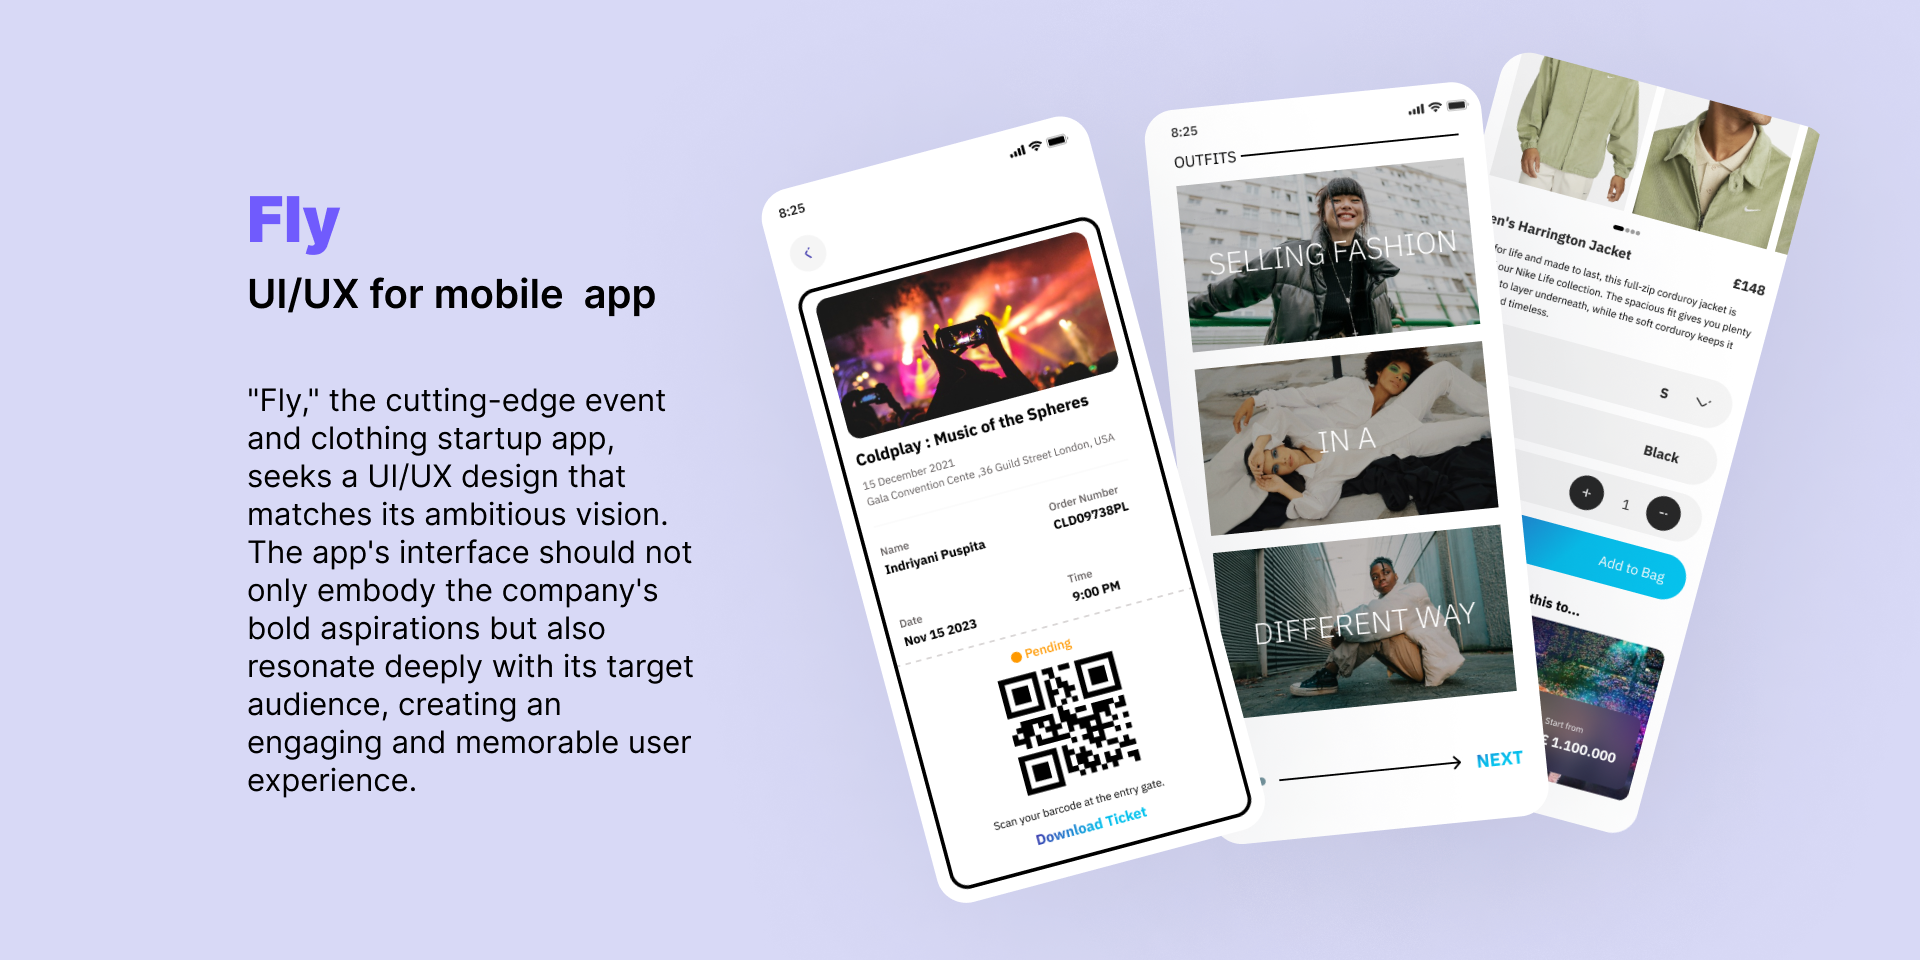 Fly
UI/UX for mobile  app
"Fly," the cutting-edge event
and clothing startup app,
seeks a UI/UX design that
matches its ambitious vision.
The app's interface should not
only embody the company's
bold aspirations but also
resonate deeply with its target
audience, creating an
engaging and memorable user
experience.
8:25
Coldplay : Music of the Spheres
15 December 2021
Gala Convention Cente ,36 Guild Street London, USA
Name
Indriyani Puspita
Order Number
CLD09738PL
Date
Nov 15 2023
Time
9:00 PM
Pending
Scan your barcode at the entry gate.
Download Ticket
8:25
OUTFITS
SELLING FASHION
IN A
DIFFERENT WAY
NEXT
en's Harrington Jacket
£148
for life and made to last, this full-zip corduroy jacket is
our Nike Life collection. The spacious fit gives you plenty
to layer underneath, while the soft corduroy keeps it
d timeless.
S
Black
+ 1 -
Add to Bag
this to...
Start from
£ 1.100.000